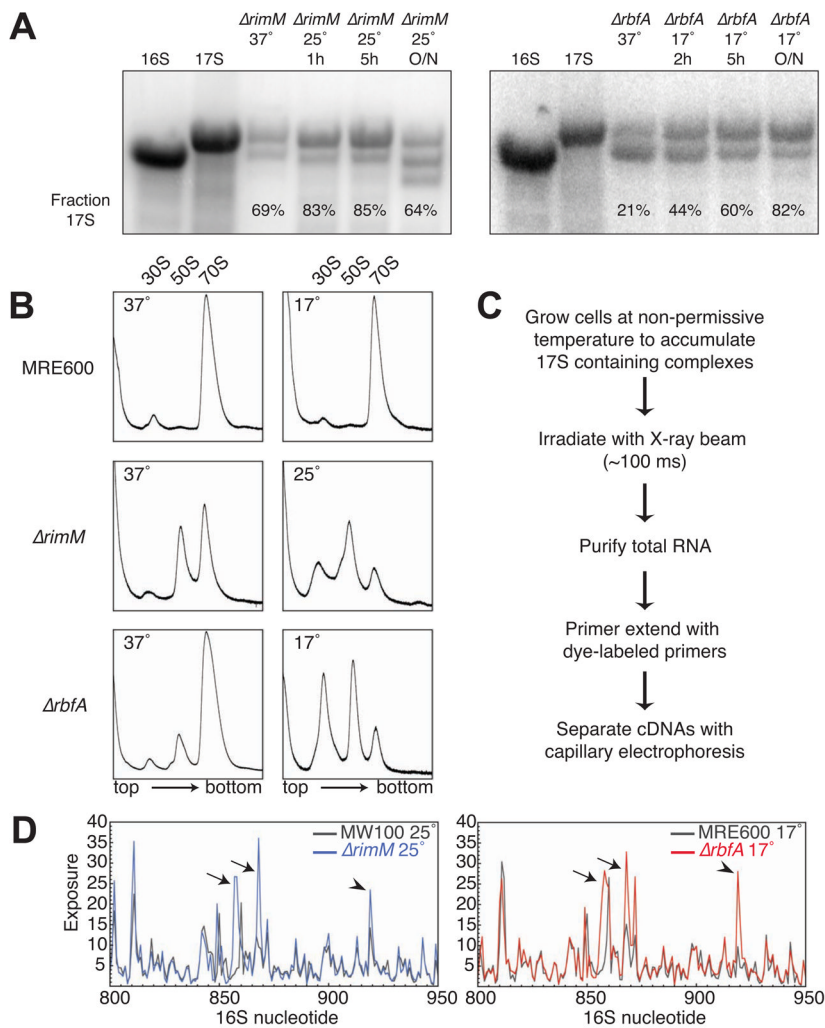 A
16S
17S
ΔrimM
37°
ΔrimM
25°
1h
ΔrimM
25°
5h
ΔrimM
25°
O/N
Fraction
17S
69%
83%
85%
64%
16S
17S
ΔrbfA
37°
ΔrbfA
17°
2h
ΔrbfA
17°
5h
ΔrbfA
17°
O/N
21%
44%
60%
82%
B
30S
50S
70S
30S
50S
70S
MRE600
37°
17°
ΔrimM
37°
25°
ΔrbfA
37°
17°
top
bottom
top
bottom
C
Grow cells at non-permissive
temperature to accumulate
17S containing complexes
Irradiate with X-ray beam
(~100 ms)
Purify total RNA
Primer extend with
dye-labeled primers
Separate cDNAs with
capillary electrophoresis
D
Exposure
40
35
30
25
20
15
10
5
MW100 25°
ΔrimM 25°
800
850
900
950
16S nucleotide
40
35
30
25
20
15
10
5
MRE600 17°
ΔrbfA 17°
800
850
900
950
16S nucleotide